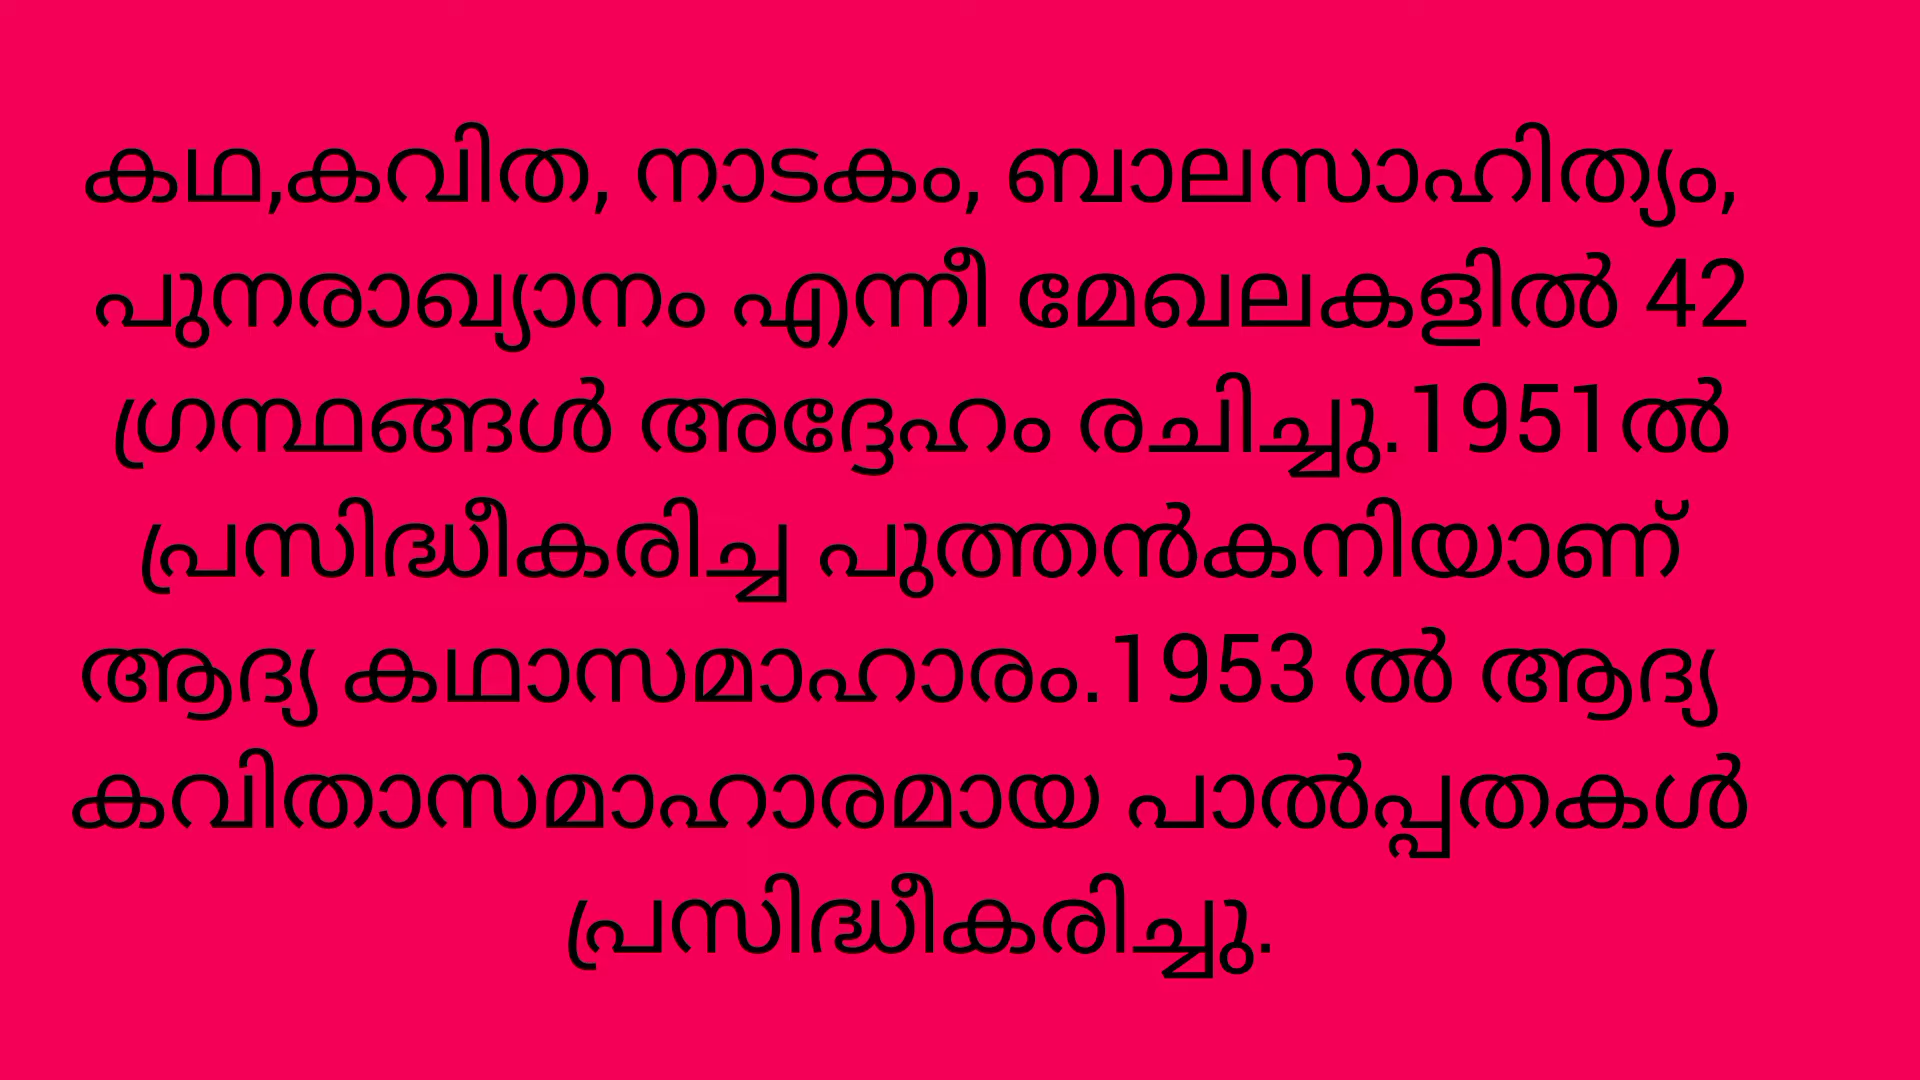 കഥ,കവിത, നാടകം, ബാലസാഹിത്യം,
പുനരാഖ്യാനം എന്നീ മേഖലകളിൽ 42
ഗ്രന്ഥങ്ങൾ അദ്ദേഹം രചിച്ചു.1951ൽ
പ്രസിദ്ധീകരിച്ച പുത്തൻകനിയാണ്
ആദ്യ കഥാസമാഹാരം.1953 ൽ ആദ്യ
കവിതാസമാഹാരമായ പാൽപ്പതകൾ
പ്രസിദ്ധീകരിച്ചു.